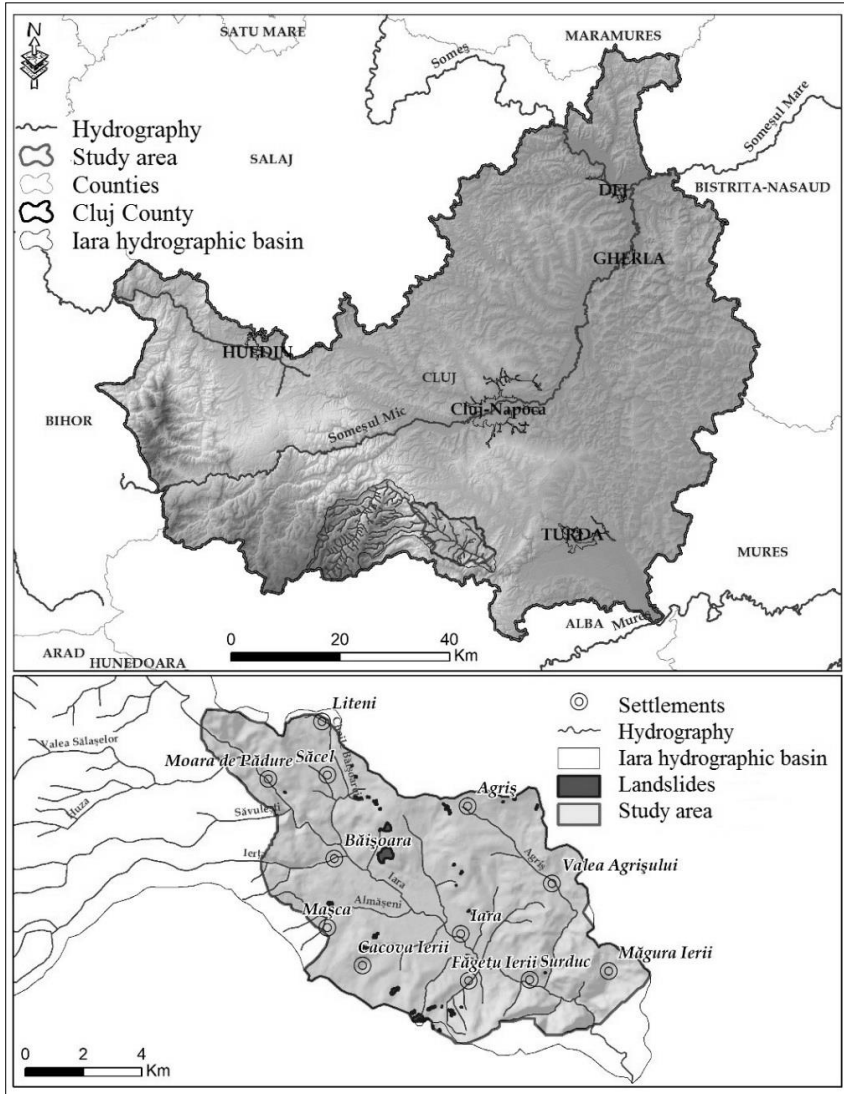 SATU MARE
MARAMURES
N
Someș
Someșul Mare
Hydrography
Study area
Counties
Cluj County
Iara hydrographic basin
SALAJ
DEJ
BISTRITA-NASAUD
GHERLA
HUEDIN
CLUJ
Cluj-Napoca
BIHOR
Someșul Mic
TURDA
MURES
ALBA
Mureș
ARAD
HUNEDOARA
0 20 40
Km
Liteni
Settlements
Hydrography
Iara hydrographic basin
Landslides
Study area
Valea Sălașelor
Moara de Pădure
Săcel
Huza
Săvulești
Agriș
Băișoara
Ierța
Agriș
Valea Agrișului
Iara
Almășeni
Mașca
Iara
Cacova Ierii
Făgetu Ierii
Surduc
Măgura Ierii
0 2 4
Km